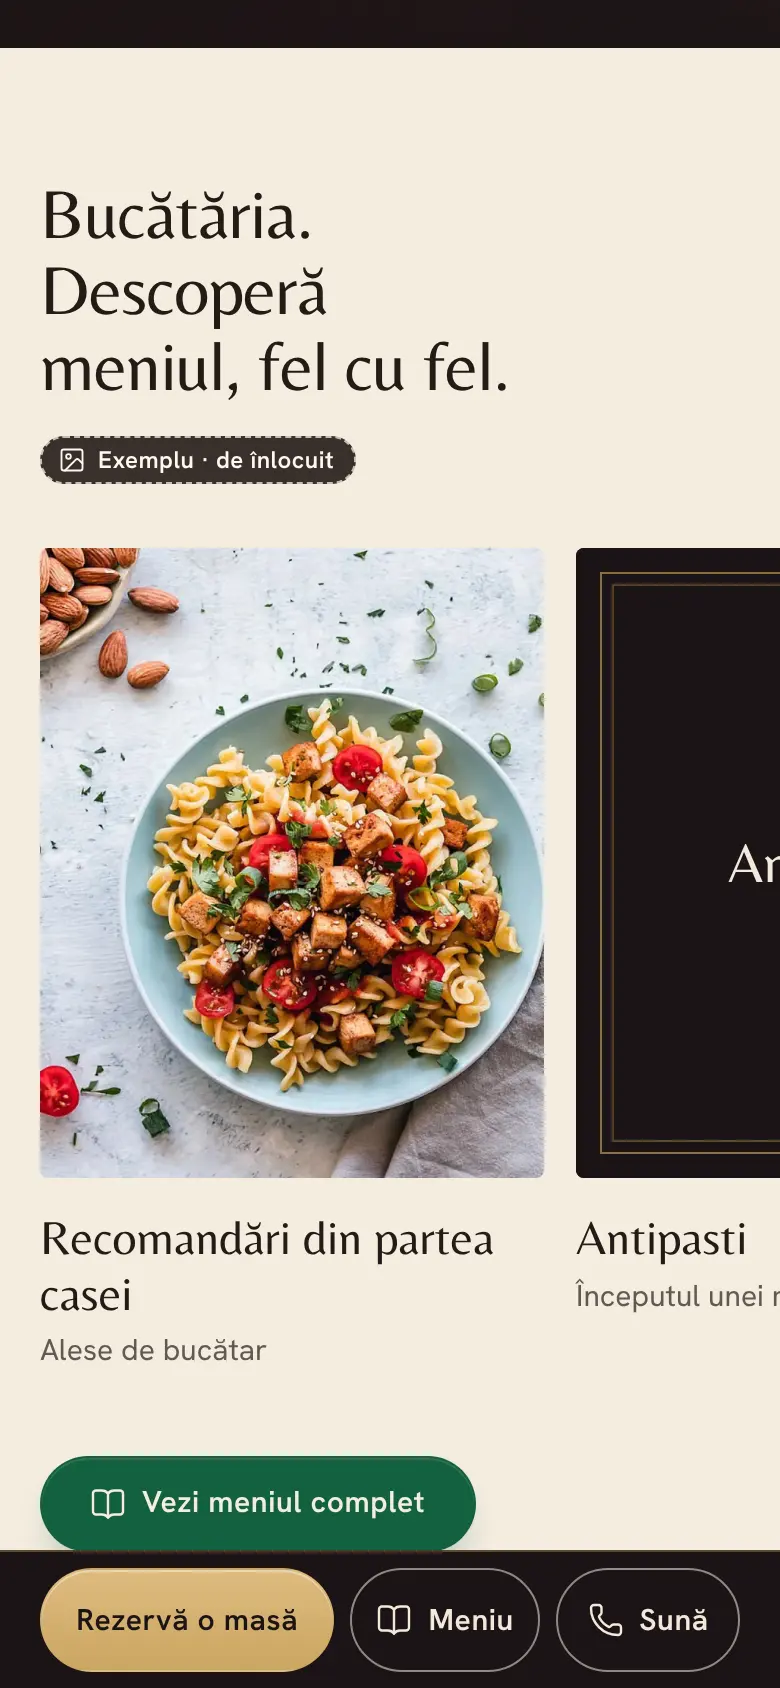 Bucătăria.
Descoperă
meniul, fel cu fel.
Exemplu · de înlocuit
Recomandări din partea
casei
Alese de bucătar
Antipasti
Începutul unei
Vezi meniul complet
Rezervă o masă
Meniu
Sună